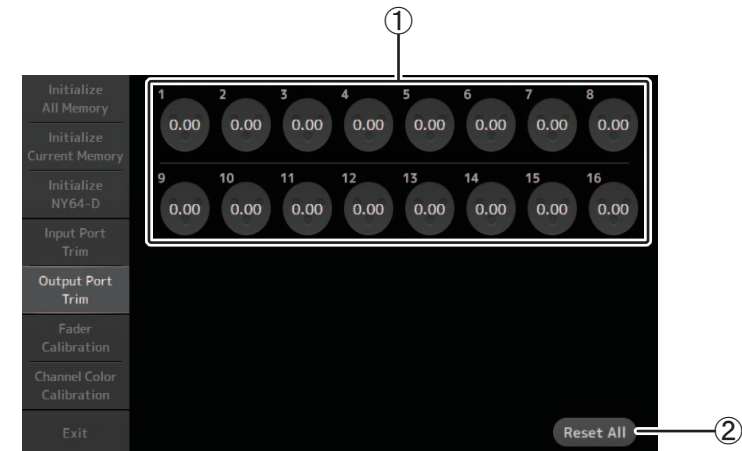 ①
Initialize
All Memory
Initialize
Current Memory
Initialize
NY64-D
Input Port
Trim
Output Port
Trim
Fader
Calibration
Channel Color
Calibration
Exit
1 2 3 4 5 6 7 8
0.00 0.00 0.00 0.00 0.00 0.00 0.00 0.00
9 10 11 12 13 14 15 16
0.00 0.00 0.00 0.00 0.00 0.00 0.00 0.00
Reset All ②